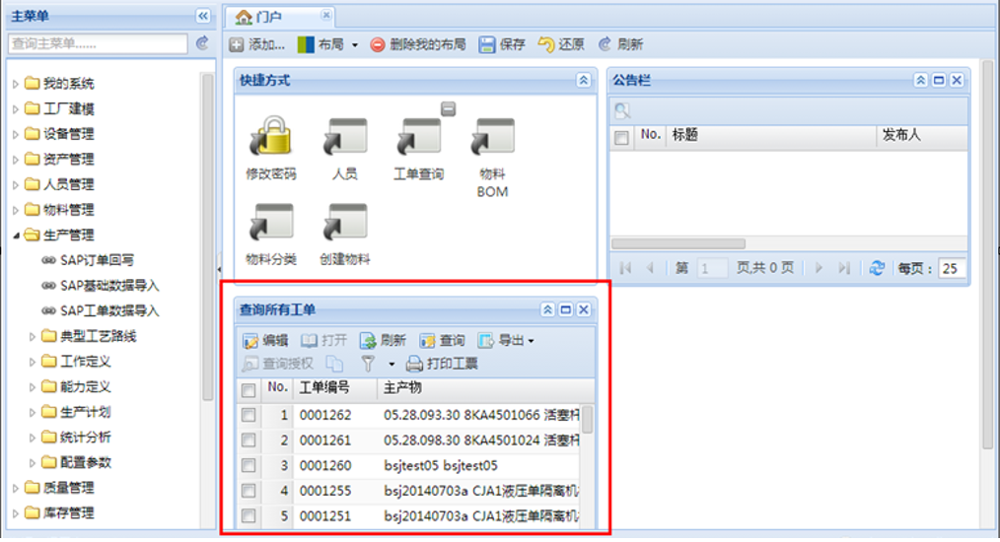 主菜单
查询主菜单......
我的系统
工厂建模
设备管理
资产管理
人员管理
物料管理
生产管理
SAP订单回写
SAP基础数据导入
SAP工单数据导入
典型工艺路线
工作定义
能力定义
生产计划
统计分析
配置参数
质量管理
库存管理
门户
添加... 布局 删除我的布局 保存 还原 刷新
快捷方式
修改密码 人员 工单查询 物料
BOM
物料分类 创建物料
公告栏
No. 标题 发布人
第 1 页,共 0 页 每页： 25
查询所有工单
编辑 打开 刷新 查询 导出
查询授权 打印工票
No. 工单编号 主产物
1 0001262 05.28.093.30 8KA4501066 活塞杆
2 0001261 05.28.098.30 8KA4501024 活塞杆
3 0001260 bsjtest05 bsjtest05
4 0001255 bsj20140703a CJA1液压单隔离机
5 0001251 bsj20140703a CJA1液压单隔离机